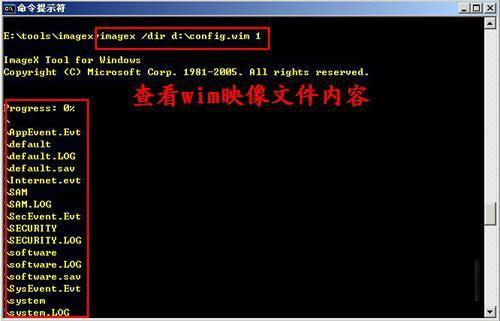 命令提示符
E:\tools\imagex>imagex /dir d:\config.wim 1
ImageX Tool for Windows
Copyright (C) Microsoft Corp. 1981-2005. All rights reserved.
查看wim映像文件内容
Progress: 0%
\
\AppEvent.Evt
\default
\default.LOG
\default.sav
\Internet.evt
\SAM
\SAM.LOG
\SecEvent.Evt
\SECURITY
\SECURITY.LOG
\software
\software.LOG
\software.sav
\SysEvent.Evt
\system
\system.LOG